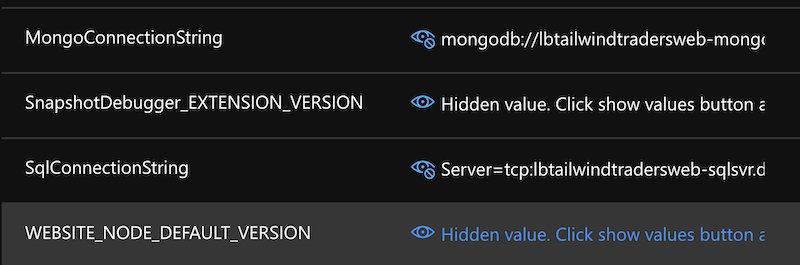 MongoConnectionString mongodb://lbtailwindtradersweb-mongo
SnapshotDebugger_EXTENSION_VERSION Hidden value. Click show values button a
SqlConnectionString Server=tcp:lbtailwindtradersweb-sqlsvr.d
WEBSITE_NODE_DEFAULT_VERSION Hidden value. Click show values button a